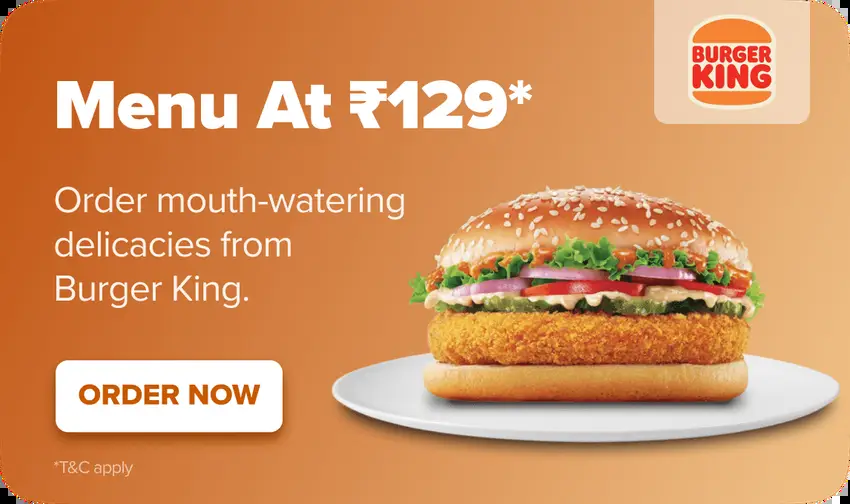 BURGER
KING
Menu At ₹129*
Order mouth-watering
delicacies from
Burger King.
ORDER NOW
*T&C apply